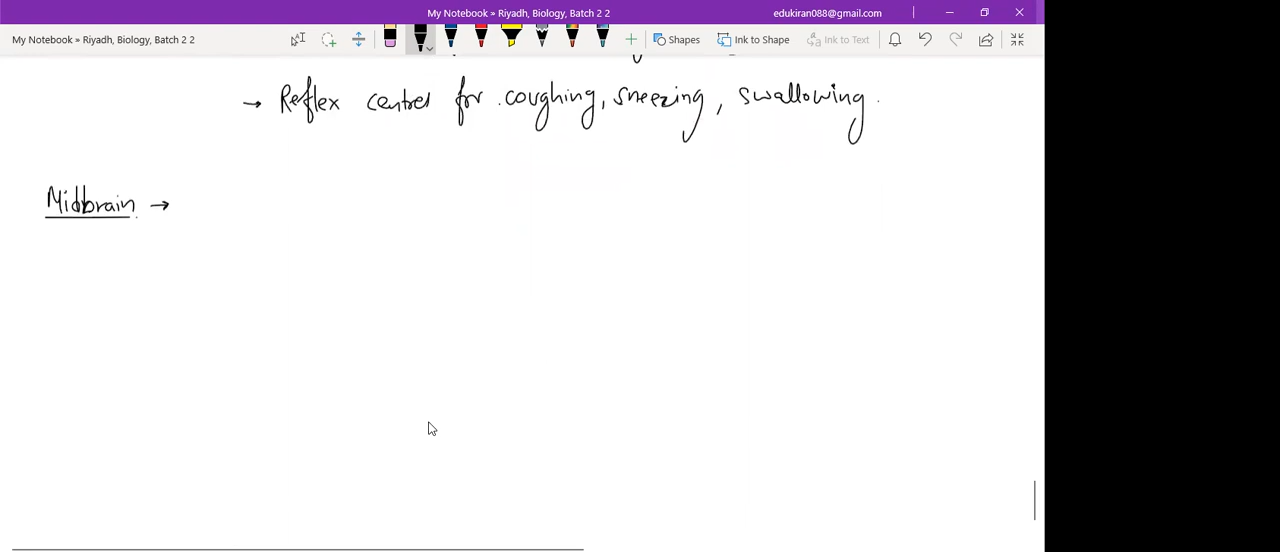 My Notebook » Riyadh, Biology, Batch 2 2
edukiran088@gmail.com
My Notebook » Riyadh, Biology, Batch 2 2
Shapes
Ink to Shape
Ink to Text
→ Reflex centres for coughing, sneezing, swallowing.
Midbrain →